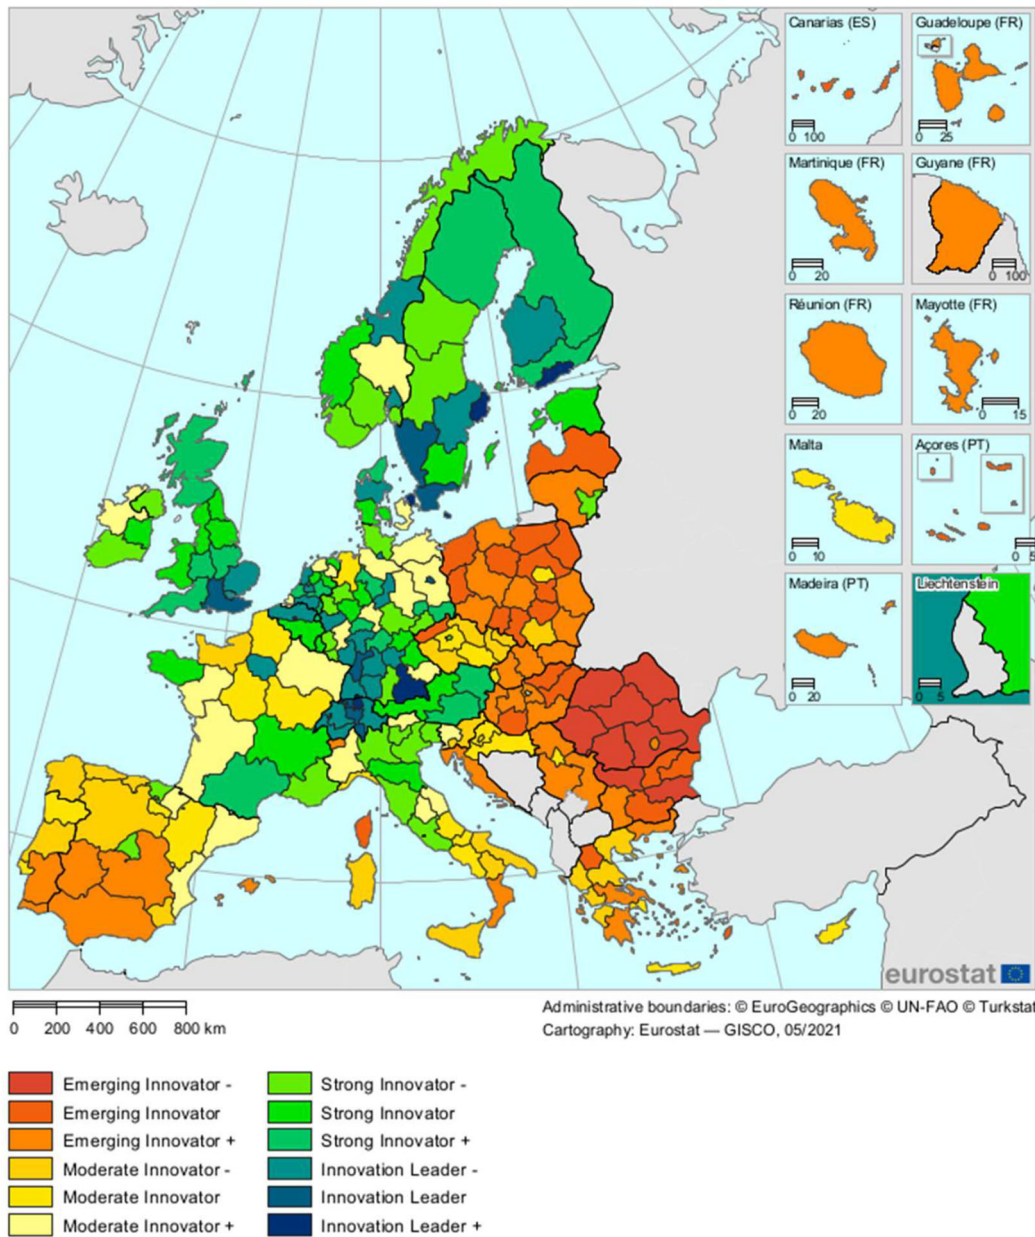 Canarias (ES)
0 100
Guadeloupe (FR)
0 25
Martinique (FR)
0 20
Guyane (FR)
0 100
Réunion (FR)
0 20
Mayotte (FR)
0 15
Malta
0 10
Açores (PT)
0 5
Madeira (PT)
0 20
Liechtenstein
0 5
eurostat
0 200 400 600 800 km
Administrative boundaries: © EuroGeographics © UN-FAO © Turkstat
Cartography: Eurostat — GISCO, 05/2021
Emerging Innovator -
Emerging Innovator
Emerging Innovator +
Moderate Innovator -
Moderate Innovator
Moderate Innovator +
Strong Innovator -
Strong Innovator
Strong Innovator +
Innovation Leader -
Innovation Leader
Innovation Leader +